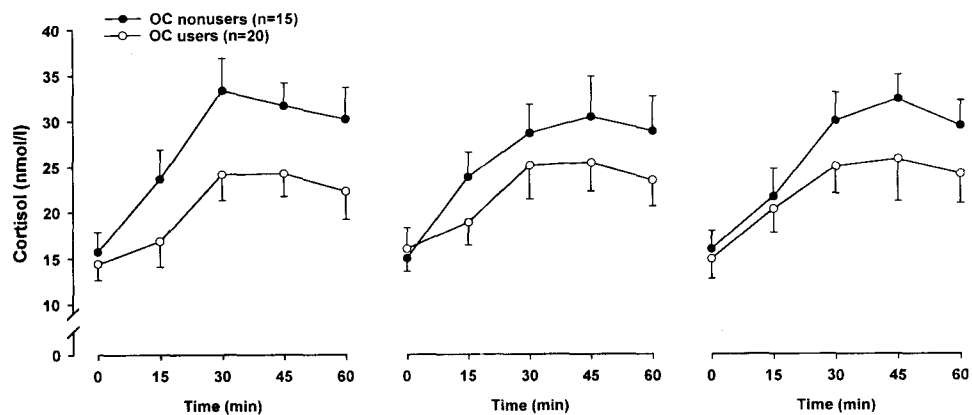 OC nonusers (n=15)
OC users (n=20)
Cortisol (nmol/l)
40
35
30
25
20
15
10
0
0 15 30 45 60
0 15 30 45 60
0 15 30 45 60
Time (min)
Time (min)
Time (min)